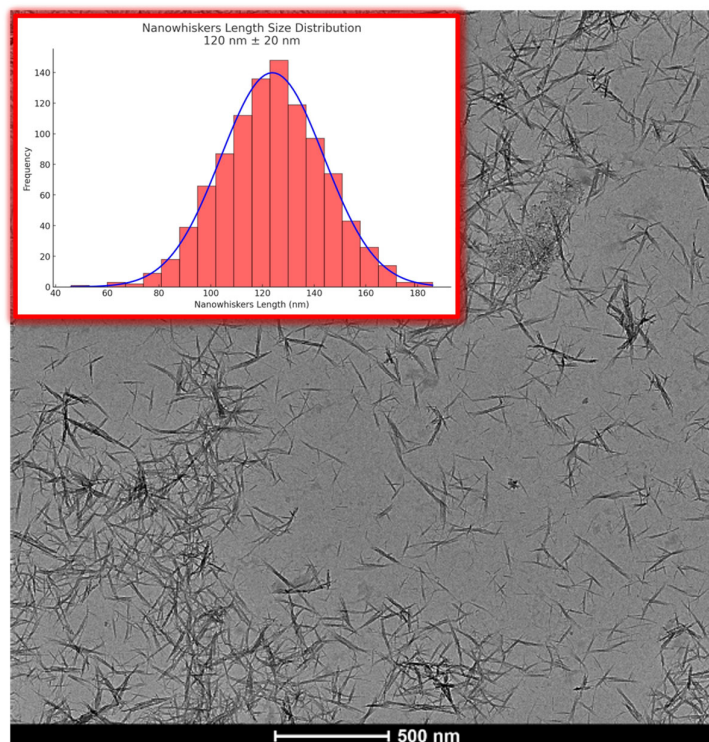 Nanowhiskers Length Size Distribution
120 nm ± 20 nm
Frequency
140
120
100
80
60
40
20
0
40 60 80 100 120 140 160 180
Nanowhiskers Length (nm)
500 nm